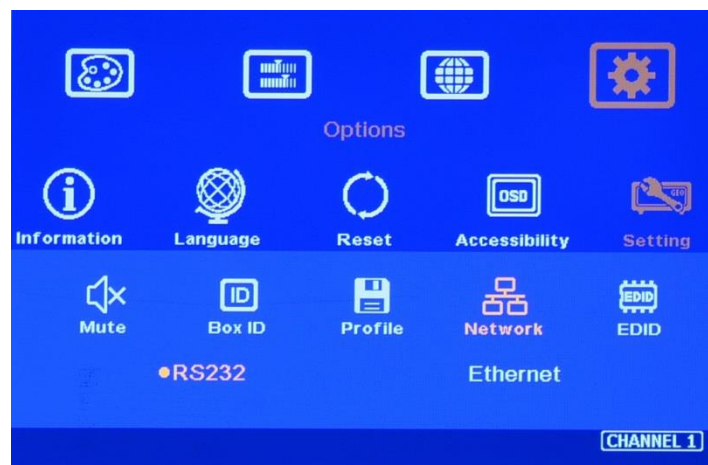 Options
OSD
GEO
Information Language Reset Accessibility Setting
ID
EDID
Mute Box ID Profile Network EDID
RS232 Ethernet
CHANNEL 1